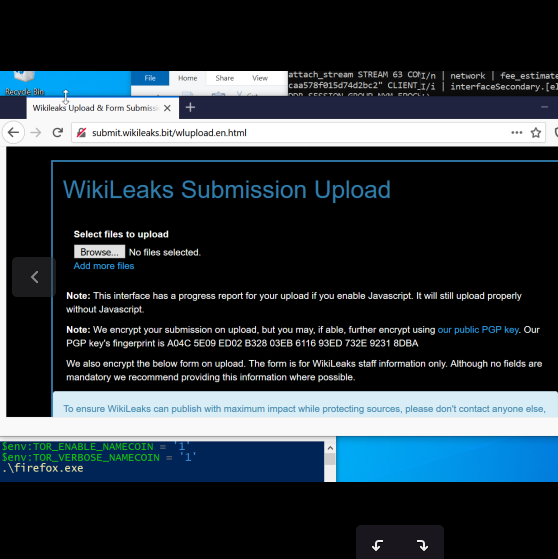 Recycle Bin
File Home Share View
attach_stream STREAM 63 COM
I/n | network | fee_estimate
caa578f015d74d2bc2" CLIENT_
I/i | interfaceSecondary.[el
Wikileaks Upload & Form Submiss
submit.wikileaks.bit/wlupload.en.html
WikiLeaks Submission Upload
Select files to upload
Browse... No files selected.
Add more files
Note: This interface has a progress report for your upload if you enable Javascript. It will still upload properly
without Javascript.
Note: We encrypt your submission on upload, but you may, if able, further encrypt using our public PGP key. Our
PGP key's fingerprint is A04C 5E09 ED02 B328 03EB 6116 93ED 732E 9231 8DBA
We also encrypt the below form on upload. The form is for WikiLeaks staff information only. Although no fields are
mandatory we recommend providing this information where possible.
To ensure WikiLeaks can publish with maximum impact while protecting sources, please don't contact anyone else,
$env:TOR_ENABLE_NAMECOIN = '1'
$env:TOR_VERBOSE_NAMECOIN = '1'
.\firefox.exe